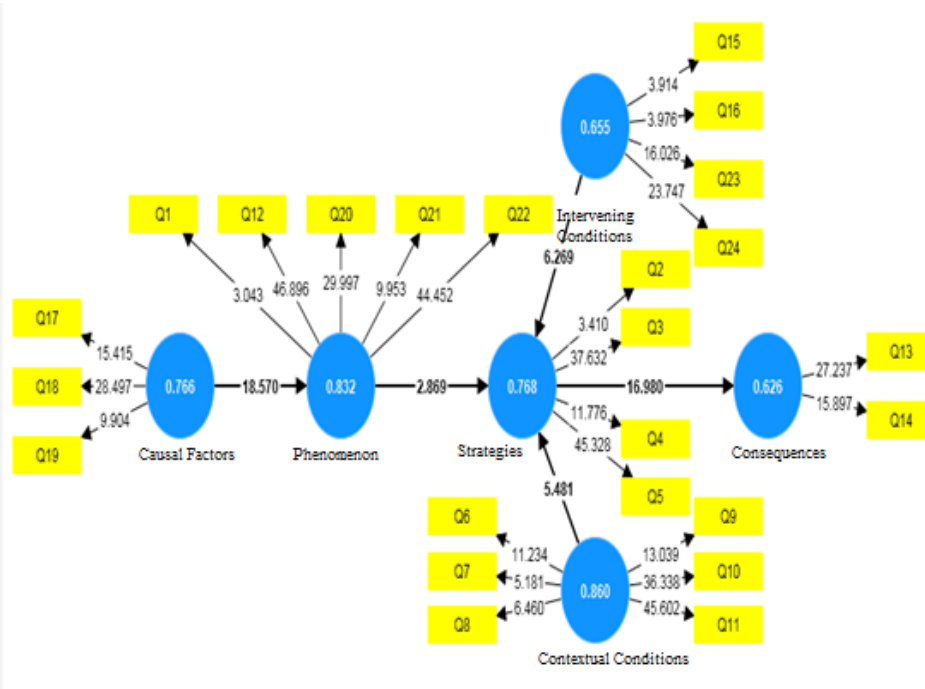 Q15
3.914
Q16
3.976
0.655
16.026
Q23
23.747
Q24
Intervening
Conditions
6.269
Q1
Q12
Q20
Q21
Q22
3.043
46.896
29.997
9.953
44.452
Q17
15.415
Q18
28.497
Q19
9.904
0.766
Causal Factors
18.570
0.832
Phenomenon
2.869
0.768
Strategies
Q2
3.410
Q3
37.632
11.776
Q4
45.328
Q5
16.980
0.626
Consequences
27.237
Q13
15.897
Q14
5.481
Q6
11.234
Q7
5.181
Q8
6.460
0.860
Q9
13.039
Q10
36.338
Q11
45.602
Contextual Conditions